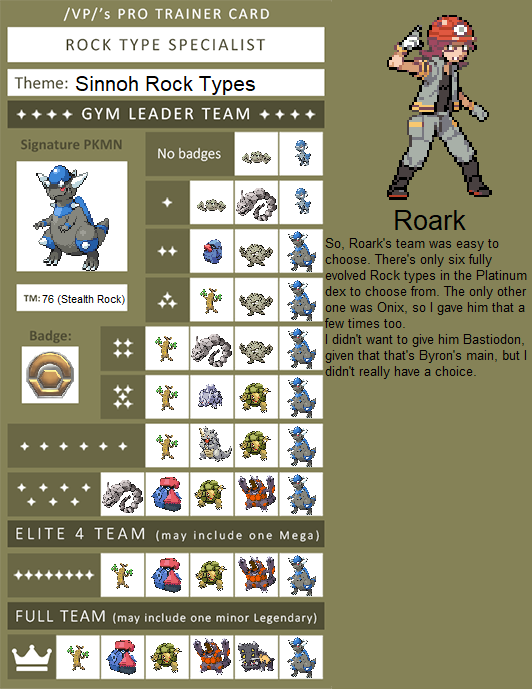 /VP/'s PRO TRAINER CARD
ROCK TYPE SPECIALIST
Theme: Sinnoh Rock Types
GYM LEADER TEAM
Signature PKMN
No badges
TM: 76 (Stealth Rock)
Badge:
ELITE 4 TEAM (may include one Mega)
FULL TEAM (may include one minor Legendary)
Roark
So, Roark's team was easy to
choose. There's only six fully
evolved Rock types in the Platinum
dex to choose from. The only other
one was Onix, so I gave him that a
few times too.
I didn't want to give him Bastiodon,
given that that's Byron's main, but I
didn't really have a choice.